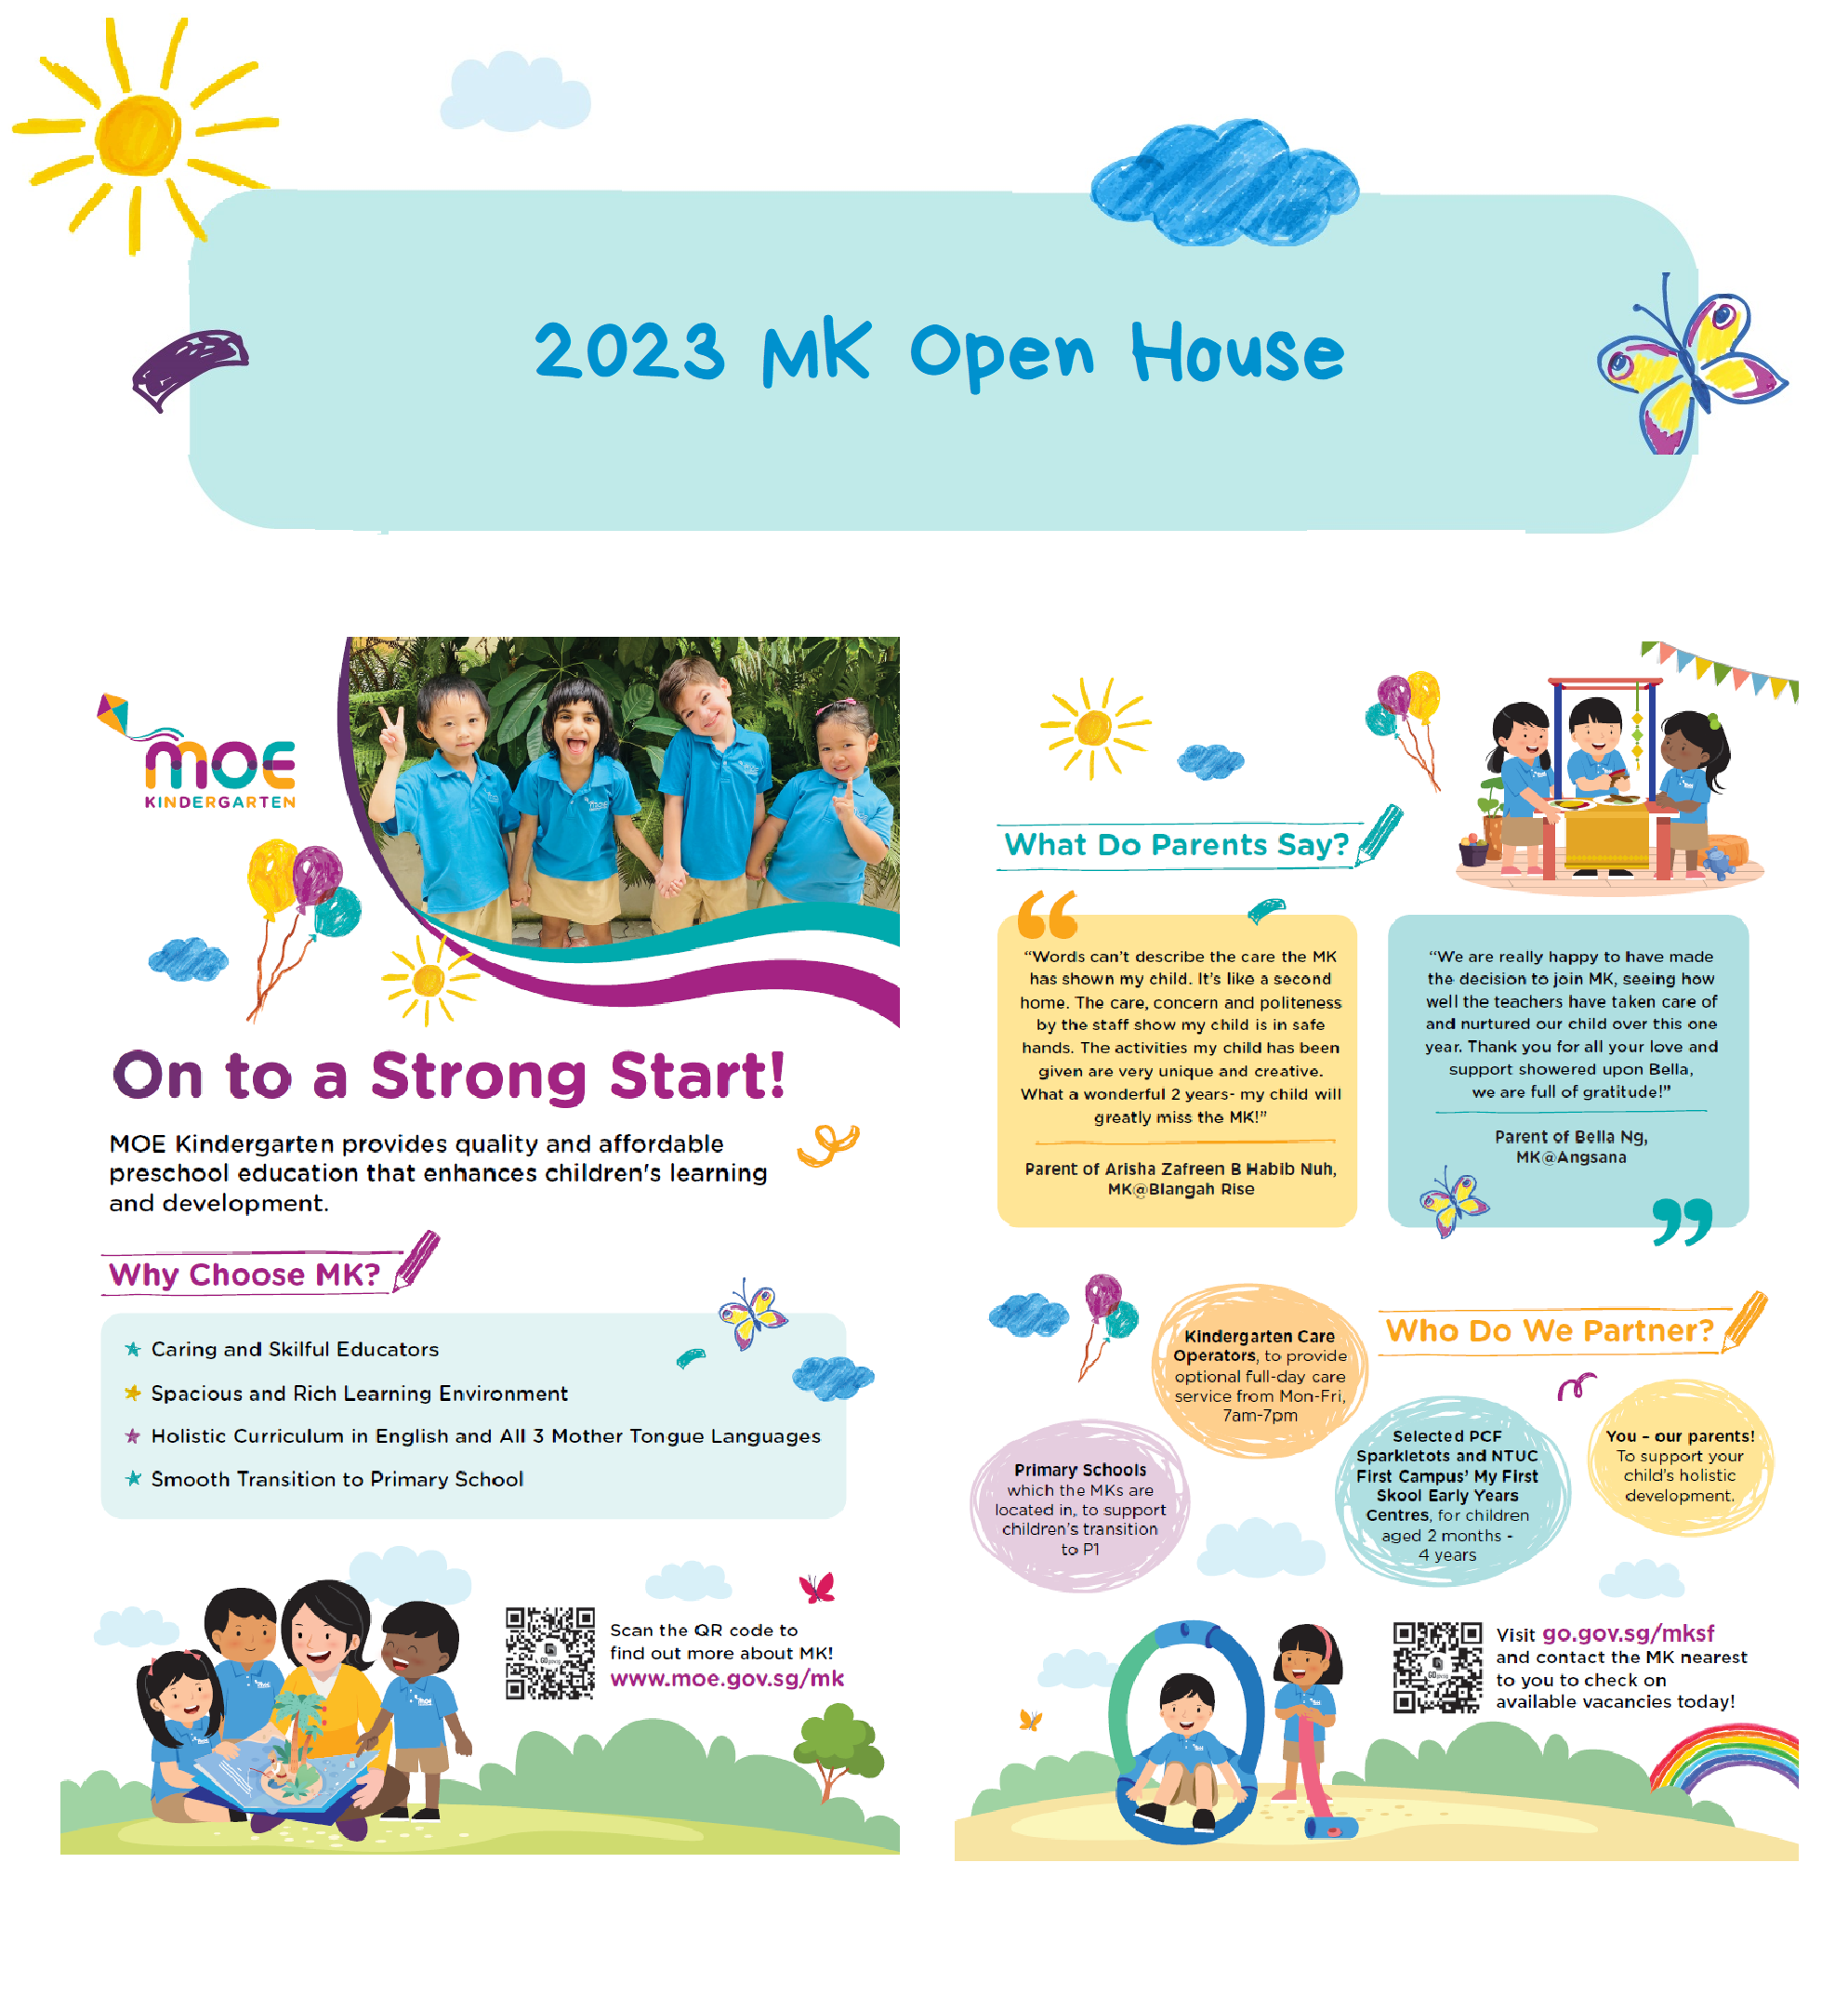 2023 MK Open House
MOE
KINDERGARTEN
On to a Strong Start!
MOE Kindergarten provides quality and affordable
preschool education that enhances children's learning
and development.
Why Choose MK?
Caring and Skilful Educators
Spacious and Rich Learning Environment
Holistic Curriculum in English and All 3 Mother Tongue Languages
Smooth Transition to Primary School
Scan the QR code to
find out more about MK!
www.moe.gov.sg/mk
What Do Parents Say?
“Words can’t describe the care the MK
has shown my child. It’s like a second
home. The care, concern and politeness
by the staff show my child is in safe
hands. The activities my child has been
given are very unique and creative.
What a wonderful 2 years- my child will
greatly miss the MK!”
Parent of Arisha Zafreen B Habib Nuh,
MK@Blangah Rise
“We are really happy to have made
the decision to join MK, seeing how
well the teachers have taken care of
and nurtured our child over this one
year. Thank you for all your love and
support showered upon Bella,
we are full of gratitude!”
Parent of Bella Ng,
MK@Angsana
Who Do We Partner?
Kindergarten Care
Operators, to provide
optional full-day care
service from Mon-Fri,
7am-7pm
Primary Schools
which the MKs are
located in, to support
children’s transition
to P1
Selected PCF
Sparkletots and NTUC
First Campus’ My First
Skool Early Years
Centres, for children
aged 2 months -
4 years
You – our parents!
To support your
child’s holistic
development.
Visit go.gov.sg/mksf
and contact the MK nearest
to you to check on
available vacancies today!